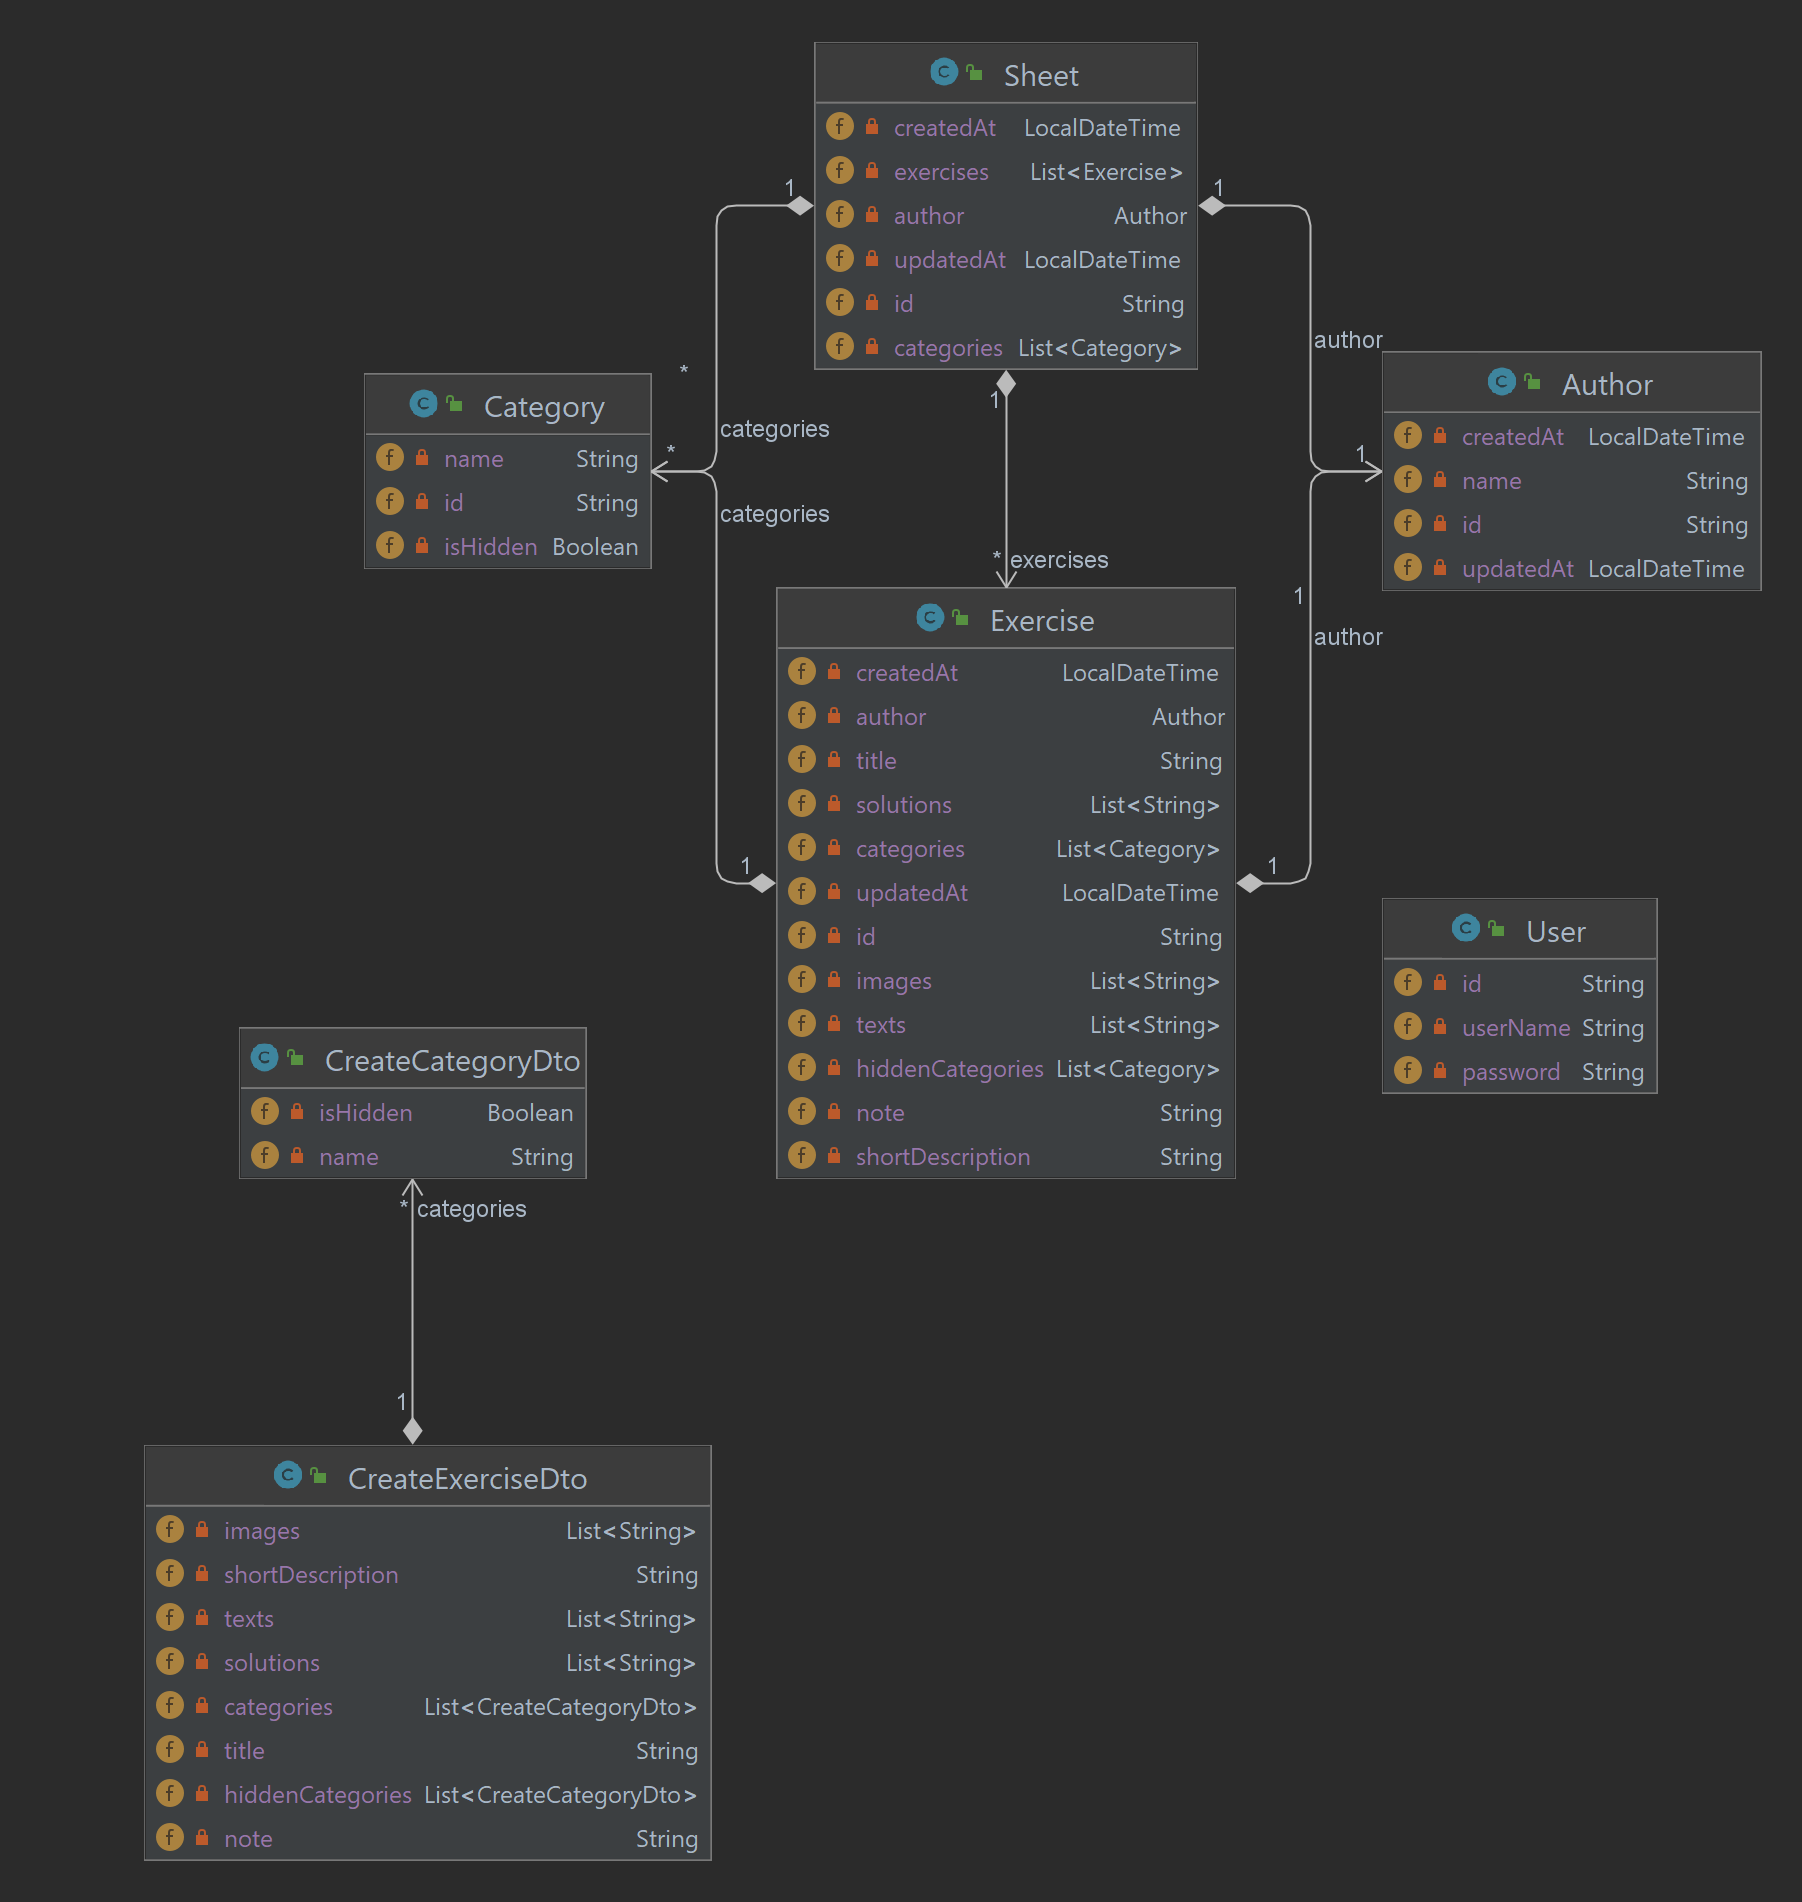 Sheet
createdAt LocalDateTime
exercises List<Exercise>
author Author
updatedAt LocalDateTime
id String
categories List<Category>
1
1
author
*
categories
1
Category
name String
id String
isHidden Boolean
*
categories
* exercises
Author
createdAt LocalDateTime
name String
id String
updatedAt LocalDateTime
1
1
author
Exercise
createdAt LocalDateTime
author Author
title String
solutions List<String>
categories List<Category>
updatedAt LocalDateTime
id String
images List<String>
texts List<String>
hiddenCategories List<Category>
note String
shortDescription String
1
1
User
id String
userName String
password String
CreateCategoryDto
isHidden Boolean
name String
* categories
1
CreateExerciseDto
images List<String>
shortDescription String
texts List<String>
solutions List<String>
categories List<CreateCategoryDto>
title String
hiddenCategories List<CreateCategoryDto>
note String